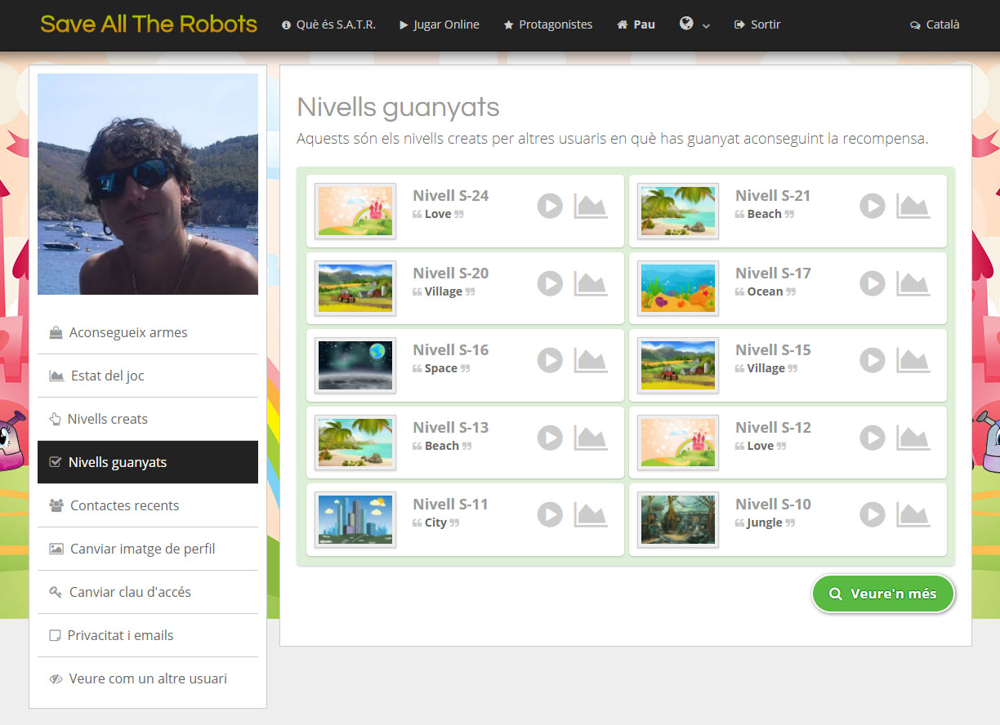 Save All The Robots
Què és S.A.T.R.
Jugar Online
Protagonistes
Pau
Sortir
Català
Aconsegueix armes
Estat del joc
Nivells creats
Nivells guanyats
Contactes recents
Canviar imatge de perfil
Canviar clau d'accés
Privacitat i emails
Veure com un altre usuari
Nivells guanyats
Aquests són els nivells creats per altres usuaris en què has guanyat aconseguint la recompensa.
Nivell S-24
Love
Nivell S-21
Beach
Nivell S-20
Village
Nivell S-17
Ocean
Nivell S-16
Space
Nivell S-15
Village
Nivell S-13
Beach
Nivell S-12
Love
Nivell S-11
City
Nivell S-10
Jungle
Veure'n més